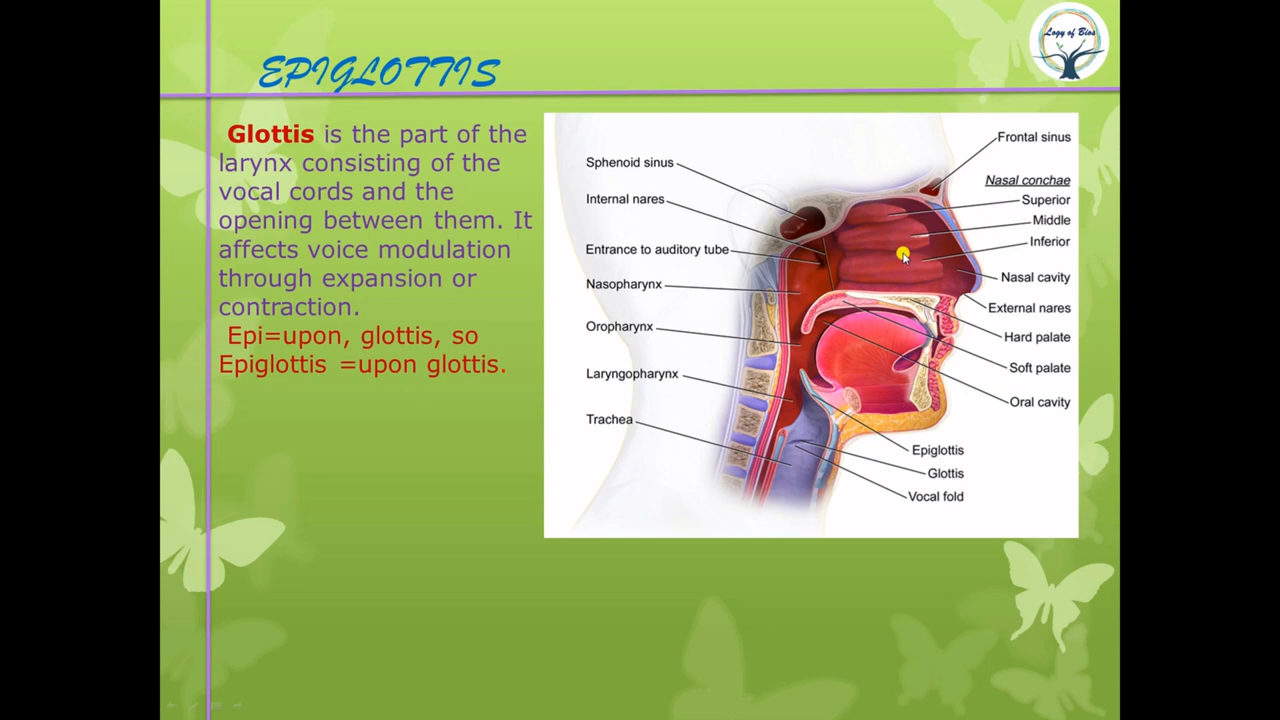 Logy of Bios
EPIGLOTTIS
Glottis is the part of the
larynx consisting of the
vocal cords and the
opening between them. It
affects voice modulation
through expansion or
contraction.
Epi=upon, glottis, so
Epiglottis =upon glottis.
Sphenoid sinus
Internal nares
Entrance to auditory tube
Nasopharynx
Oropharynx
Laryngopharynx
Trachea
Frontal sinus
Nasal conchae
Superior
Middle
Inferior
Nasal cavity
External nares
Hard palate
Soft palate
Oral cavity
Epiglottis
Glottis
Vocal fold